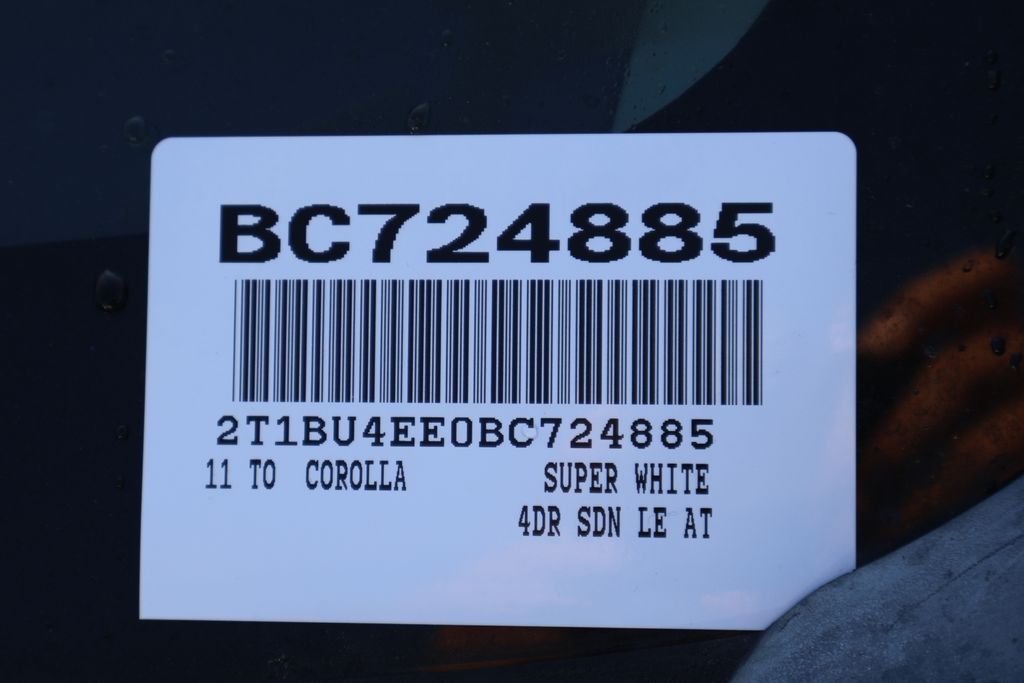 BC724885
2T1BU4EE0BC724885
11 TO COROLLA SUPER WHITE
4DR SDN LE AT